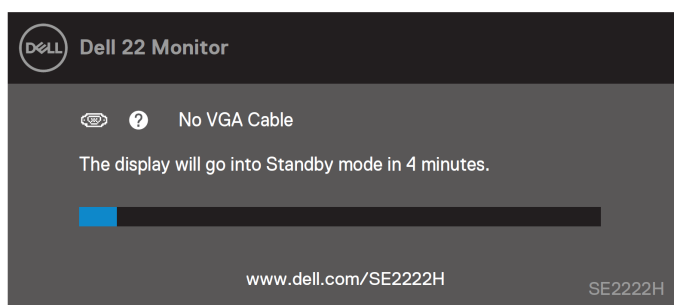 DELL Dell 22 Monitor
? No VGA Cable
The display will go into Standby mode in 4 minutes.
www.dell.com/SE2222H
SE2222H